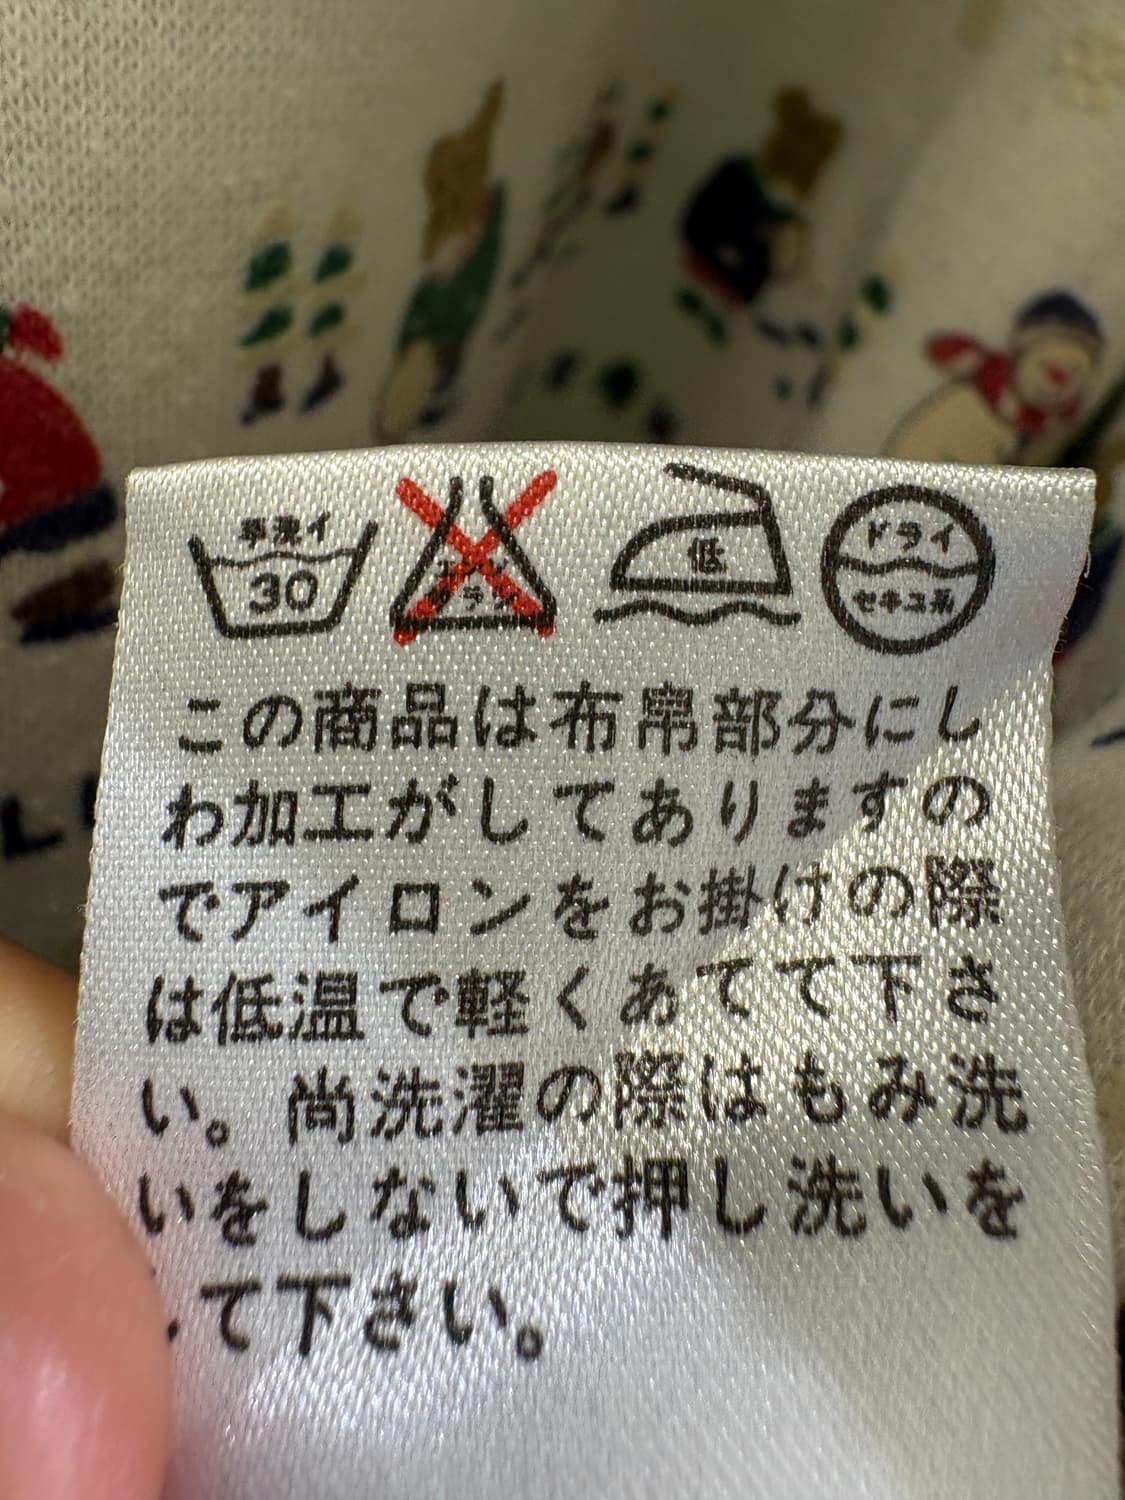 手洗イ
30
低
ドライ
セキユ系
この商品は布帛部分にし
わ加工がしてありますの
でアイロンをお掛けの際
は低温で軽くあてて下さ
い。尚洗濯の際はもみ洗
いをしないで押し洗いを
て下さい。